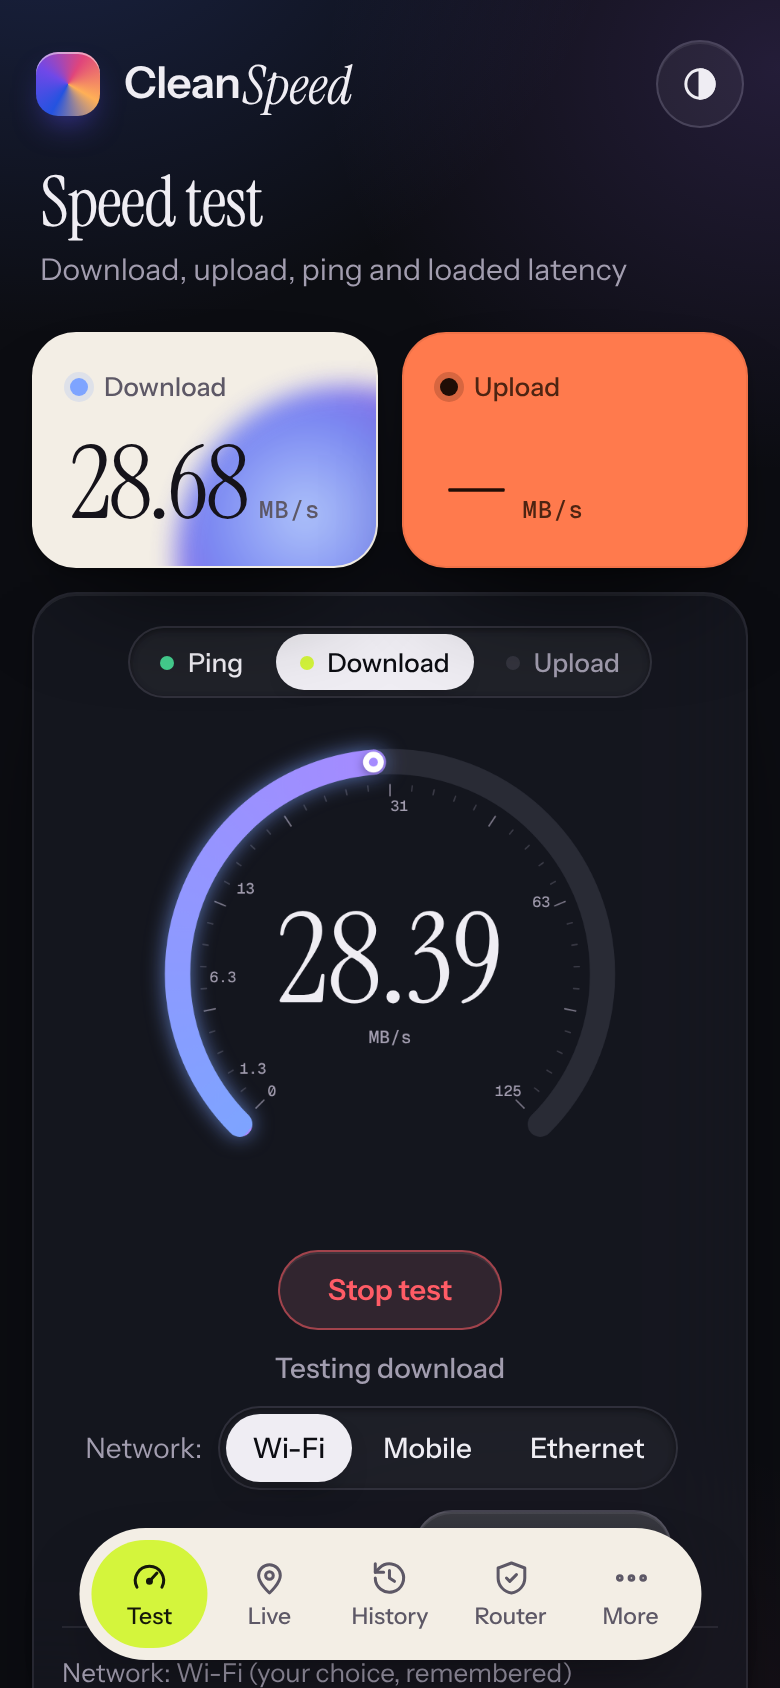 CleanSpeed
Speed test
Download, upload, ping and loaded latency
Download
28.68 MB/s
Upload
— MB/s
Ping
Download
Upload
31
13
63
6.3
28.39
MB/s
1.3
0
125
Stop test
Testing download
Network: Wi-Fi Mobile Ethernet
Test Live History Router More
Network: Wi-Fi (your choice, remembered)